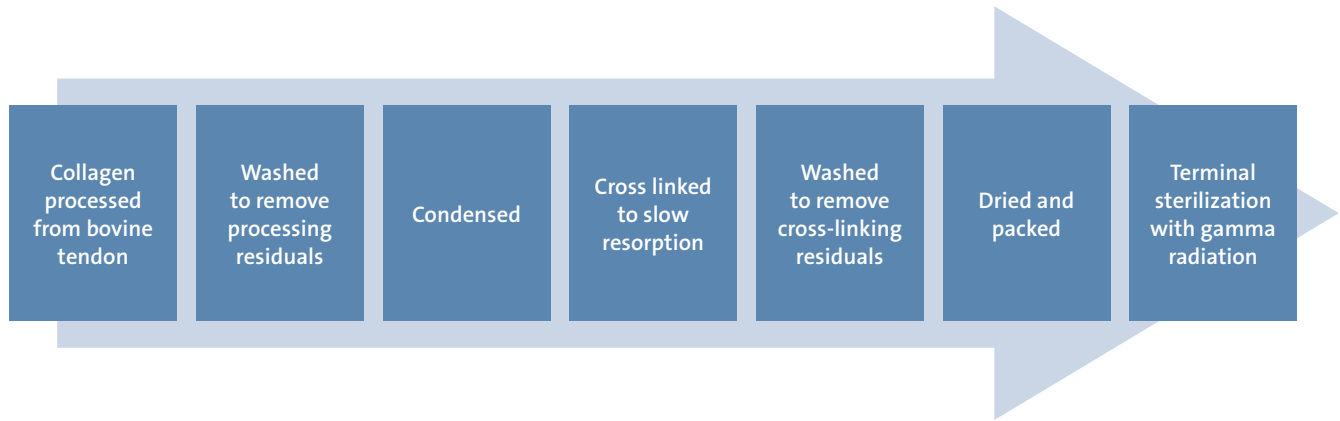 Collagen
processed
from bovine
tendon
Washed
to remove
processing
residuals
Condensed
Cross linked
to slow
resorption
Washed
to remove
cross-linking
residuals
Dried and
packed
Terminal
sterilization
with gamma
radiation